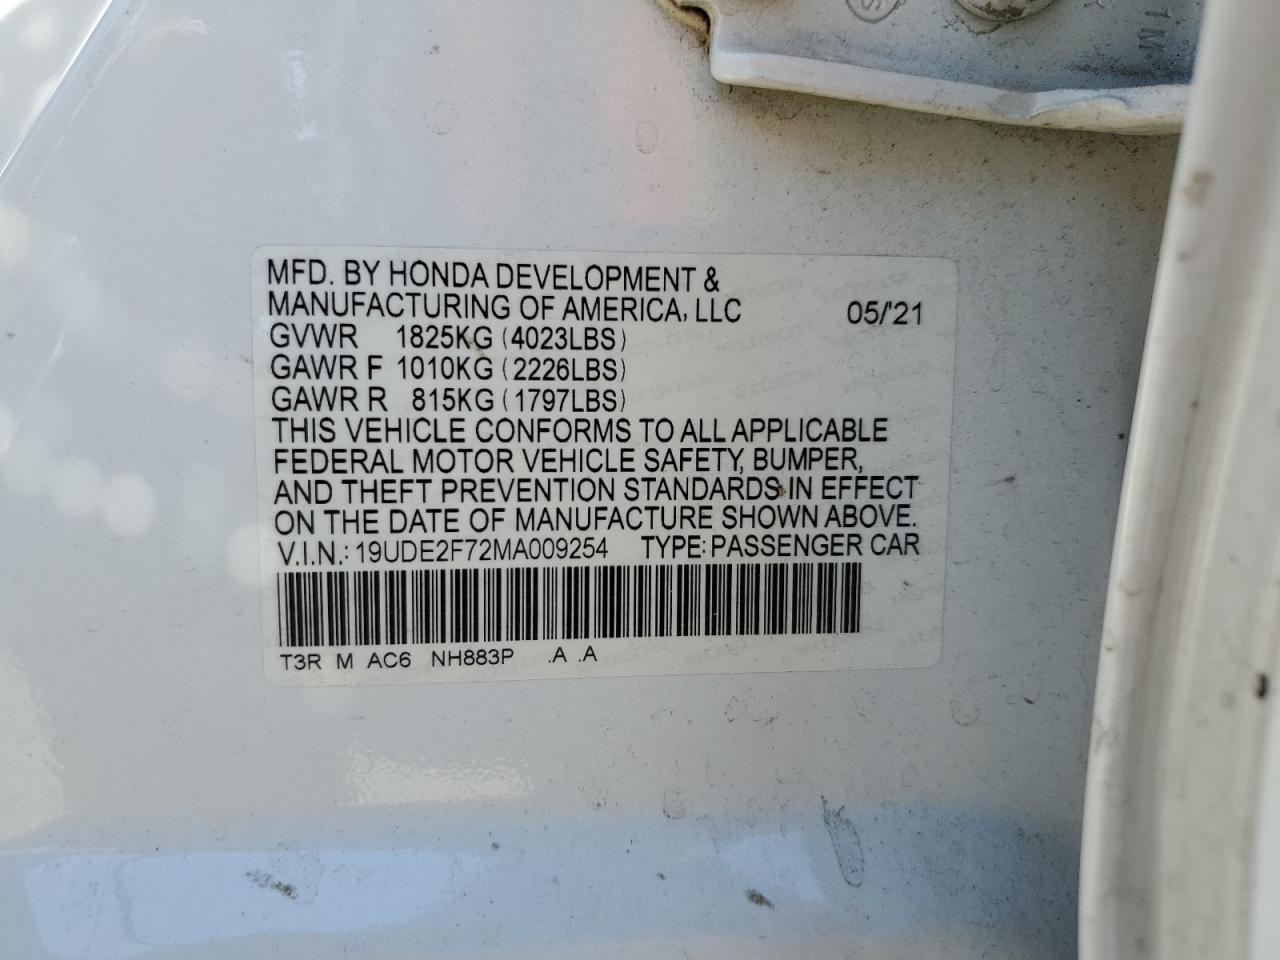 MFD. BY HONDA DEVELOPMENT &
MANUFACTURING OF AMERICA, LLC 05/'21
GVWR 1825KG (4023LBS)
GAWR F 1010KG (2226LBS)
GAWR R 815KG (1797LBS)
THIS VEHICLE CONFORMS TO ALL APPLICABLE
FEDERAL MOTOR VEHICLE SAFETY, BUMPER,
AND THEFT PREVENTION STANDARDS IN EFFECT
ON THE DATE OF MANUFACTURE SHOWN ABOVE.
V.I.N.: 19UDE2F72MA009254 TYPE: PASSENGER CAR
T3R M AC6 NH883P .A .A